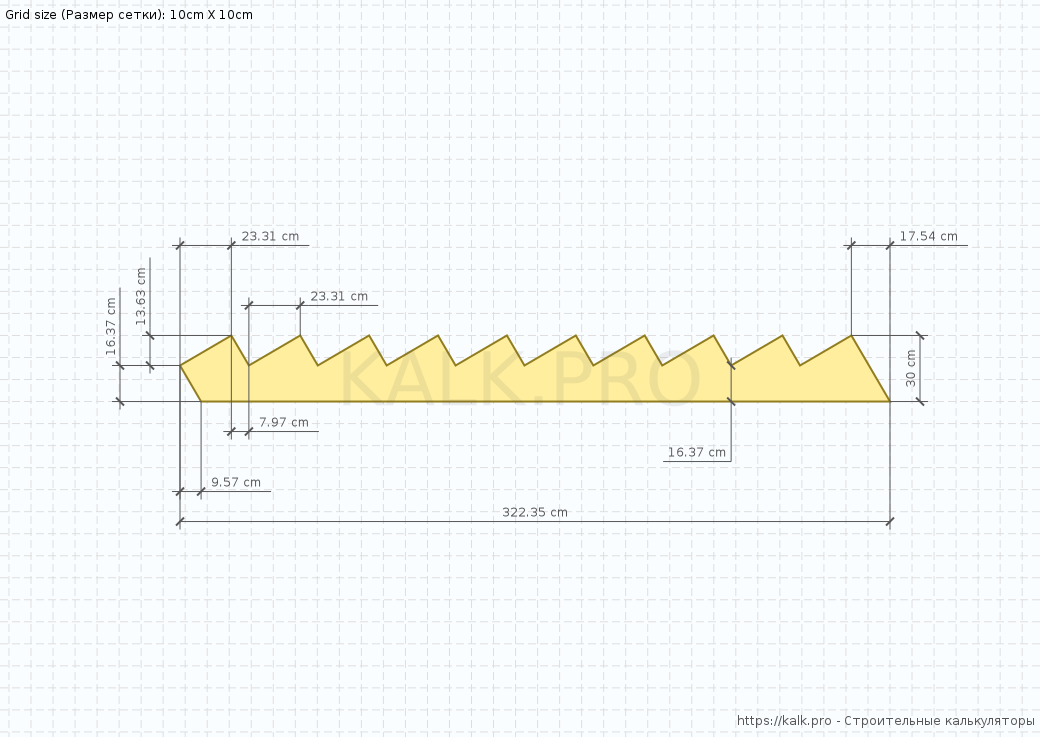 Grid size (Размер сетки): 10cm X 10cm
23.31 cm
17.54 cm
13.63 cm
16.37 cm
23.31 cm
30 cm
KALK.PRO
7.97 cm
16.37 cm
9.57 cm
322.35 cm
https://kalk.pro - Строительные калькуляторы